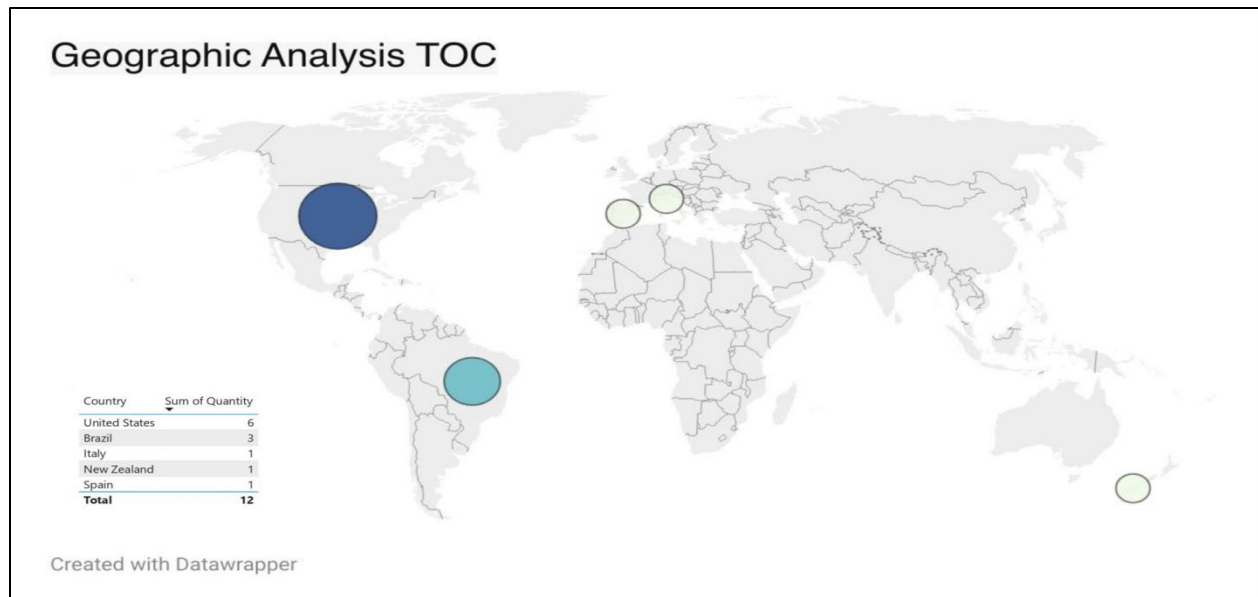 Geographic Analysis TOC
Country Sum of Quantity
United States 6
Brazil 3
Italy 1
New Zealand 1
Spain 1
Total 12
Created with Datawrapper